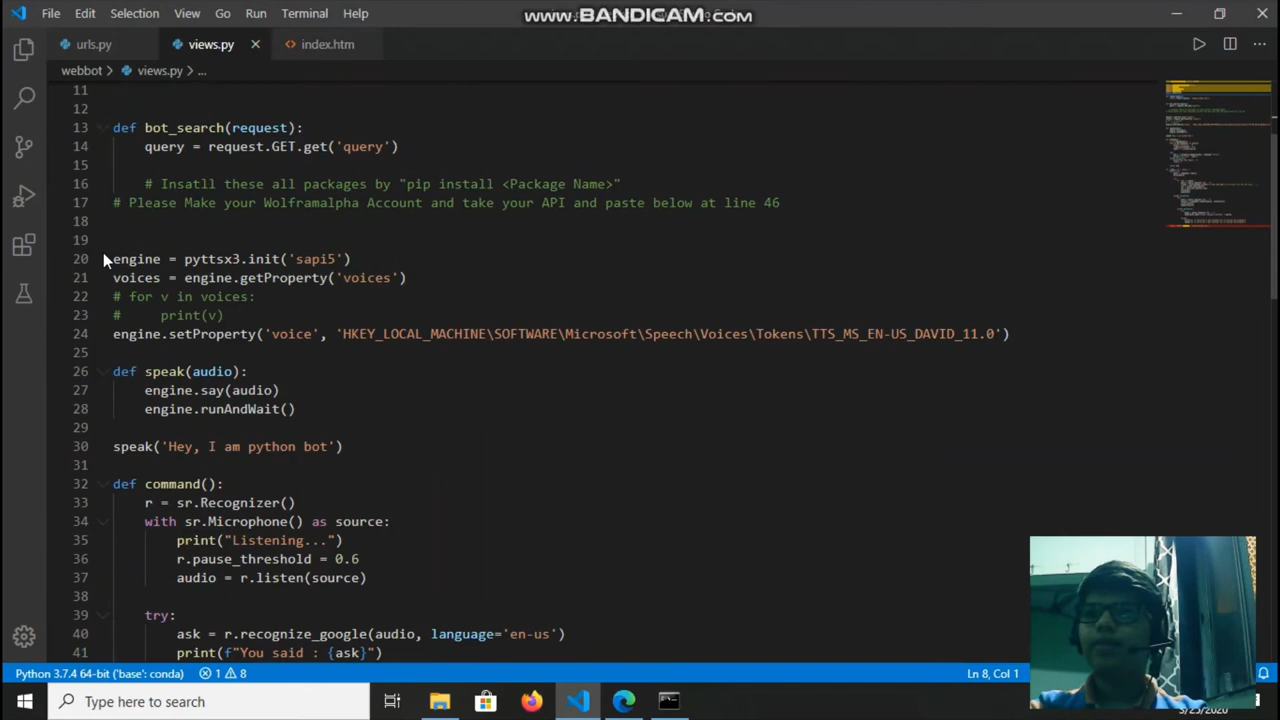 File Edit Selection View Go Run Terminal Help
www.BANDICAM.com
urls.py views.py index.htm
webbot > views.py > ...
11
12
13 def bot_search(request):
14 query = request.GET.get('query')
15
16 # Insatll these all packages by "pip install <Package Name>"
17 # Please Make your Wolframalpha Account and take your API and paste below at line 46
18
19
20 engine = pyttsx3.init('sapi5')
21 voices = engine.getProperty('voices')
22 # for v in voices:
23 # print(v)
24 engine.setProperty('voice', 'HKEY_LOCAL_MACHINE\SOFTWARE\Microsoft\Speech\Voices\Tokens\TTS_MS_EN-US_DAVID_11.0')
25
26 def speak(audio):
27 engine.say(audio)
28 engine.runAndWait()
29
30 speak('Hey, I am python bot')
31
32 def command():
33 r = sr.Recognizer()
34 with sr.Microphone() as source:
35 print("Listening...")
36 r.pause_threshold = 0.6
37 audio = r.listen(source)
38
39 try:
40 ask = r.recognize_google(audio, language='en-us')
41 print(f"You said : {ask}")
Python 3.7.4 64-bit ('base': conda) 1 8 Ln 8, Col 1
Type here to search